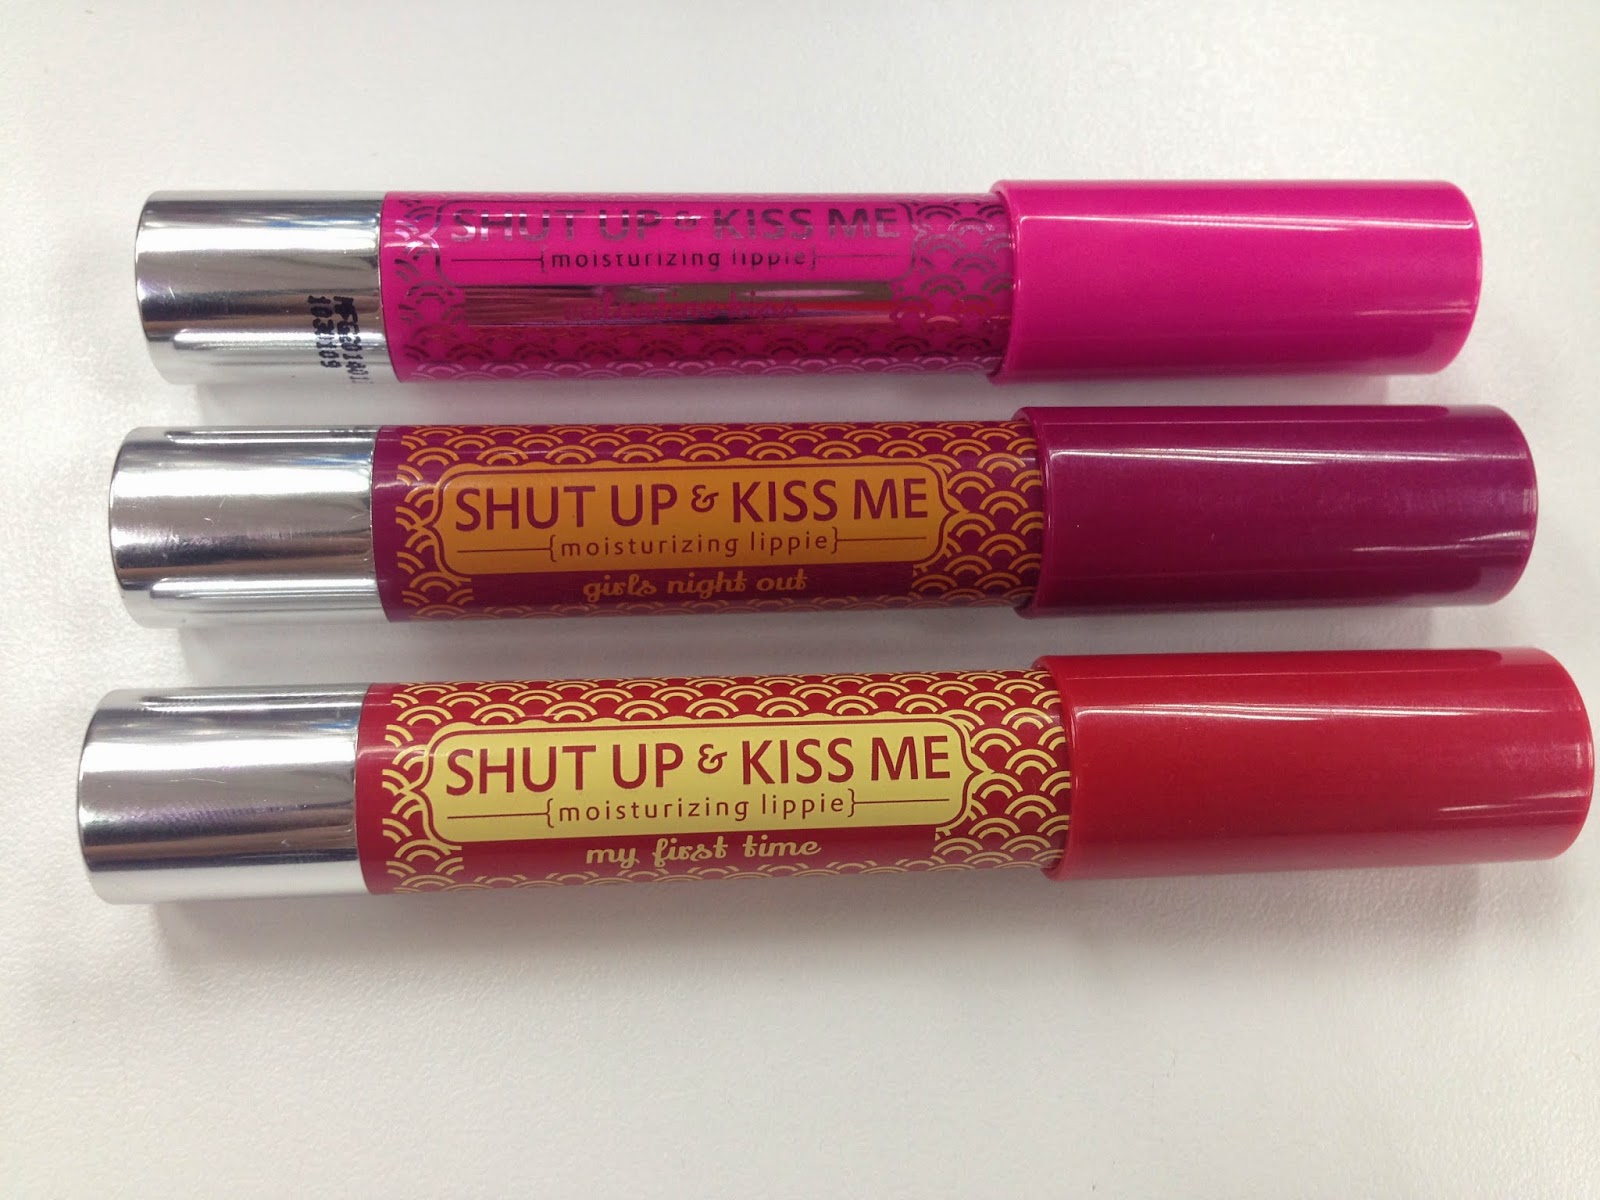 SHUT UP & KISS ME
{moisturizing lippie}
SHUT UP & KISS ME
{moisturizing lippie}
girls night out
SHUT UP & KISS ME
{moisturizing lippie}
my first time